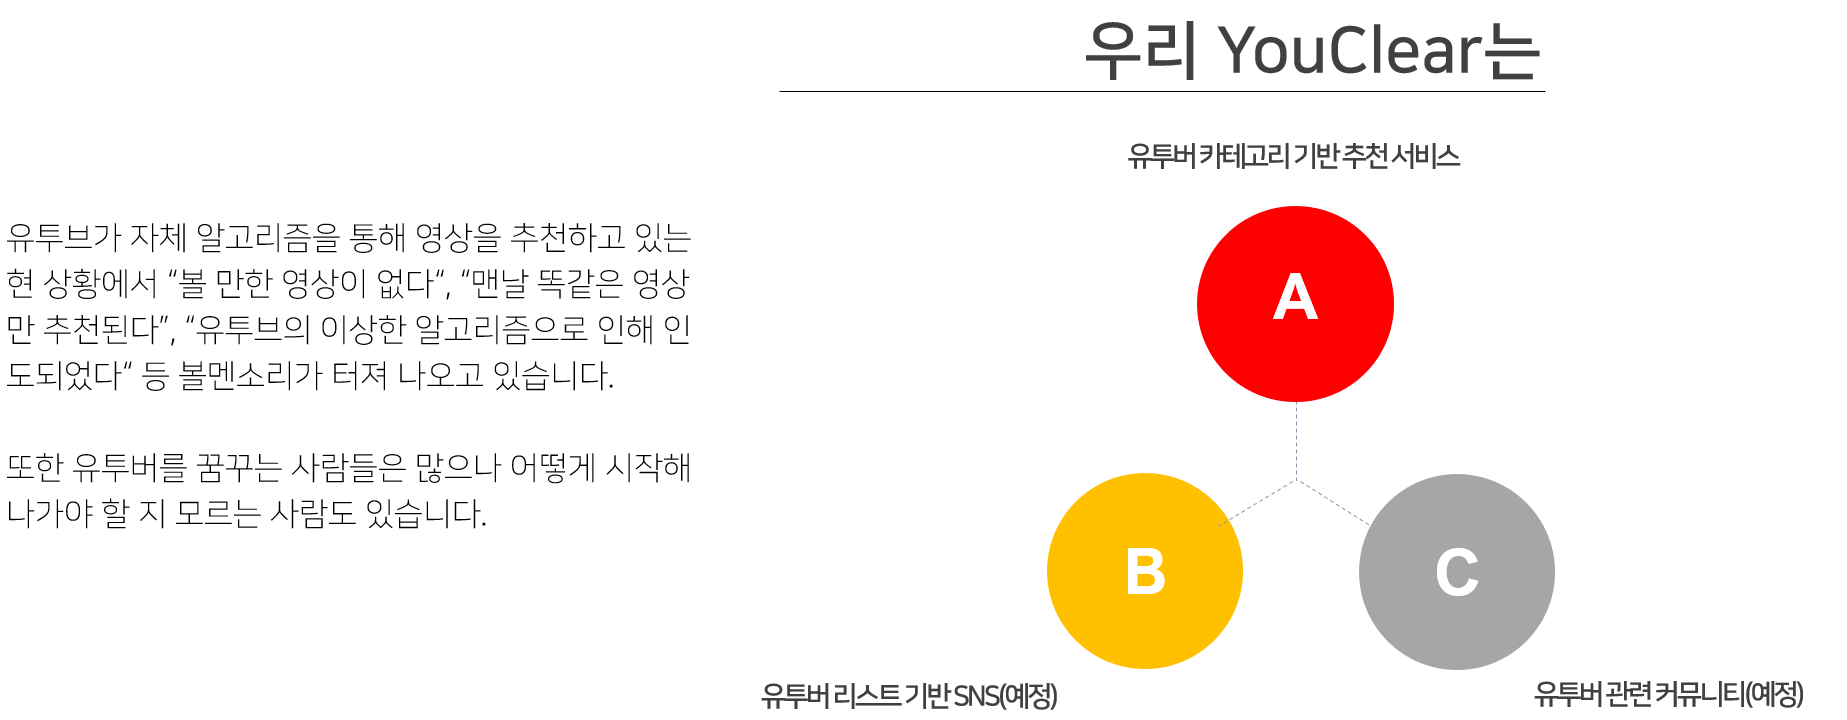 우리 YouClear는
유투브가 자체 알고리즘을 통해 영상을 추천하고 있는
현 상황에서 “볼 만한 영상이 없다“, “맨날 똑같은 영상
만 추천된다”, “유투브의 이상한 알고리즘으로 인해 인
도되었다“ 등 볼멘소리가 터져 나오고 있습니다.
또한 유투버를 꿈꾸는 사람들은 많으나 어떻게 시작해
나가야 할 지 모르는 사람도 있습니다.
유투버 카테고리 기반 추천 서비스
A
B
C
유투버 리스트 기반 SNS(예정)
유투버 관련 커뮤니티(예정)